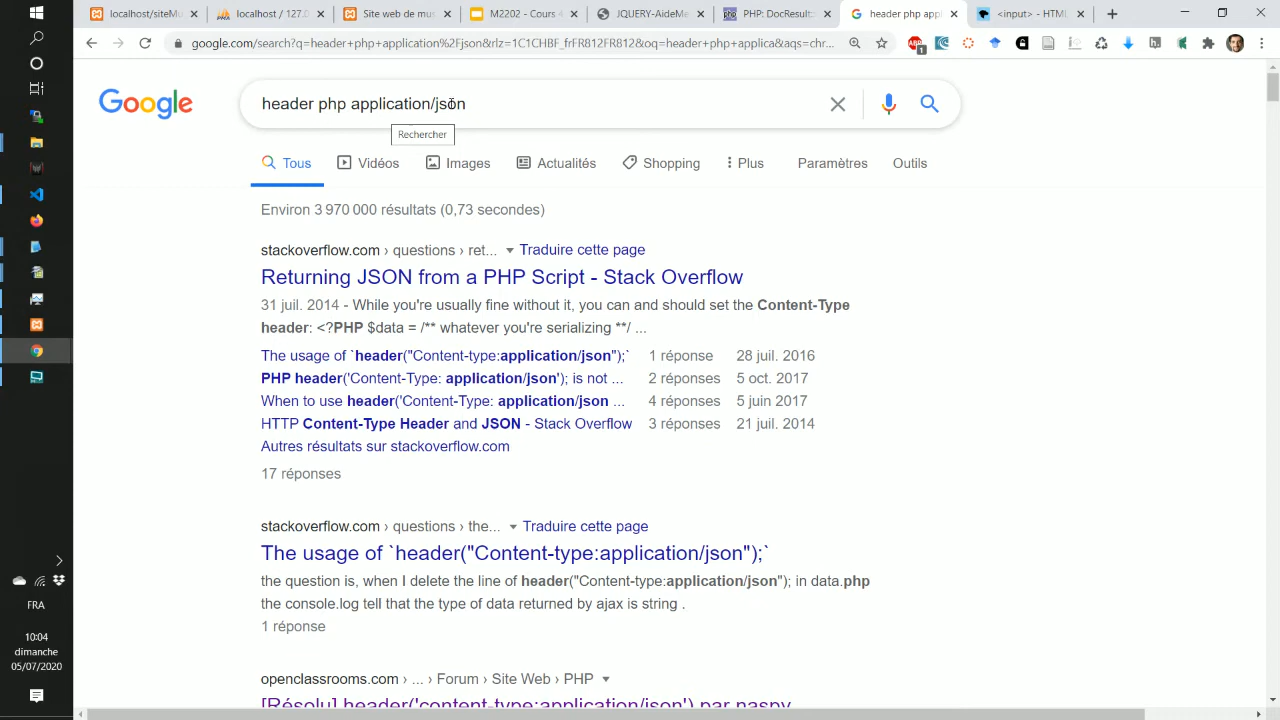 localhost/siteMu
localhost / 127.0
Site web de mus
M2202 - Cours 4
JQUERY-AideMe
PHP: DocResultat
header php appl
<input> - HTML
google.com/search?q=header+php+application%2Fjson&rlz=1C1CHBF_frFR812FR812&oq=header+php+applica&aqs=chr...
Google
header php application/json
Rechercher
Tous
Vidéos
Images
Actualités
Shopping
Plus
Paramètres
Outils
Environ 3 970 000 résultats (0,73 secondes)
stackoverflow.com › questions › ret... Traduire cette page
Returning JSON from a PHP Script - Stack Overflow
31 juil. 2014 - While you're usually fine without it, you can and should set the Content-Type
header: <?PHP $data = /** whatever you're serializing **/ ...
The usage of `header("Content-type:application/json");` 1 réponse 28 juil. 2016
PHP header('Content-Type: application/json'); is not ... 2 réponses 5 oct. 2017
When to use header('Content-Type: application/json ... 4 réponses 5 juin 2017
HTTP Content-Type Header and JSON - Stack Overflow 3 réponses 21 juil. 2014
Autres résultats sur stackoverflow.com
17 réponses
stackoverflow.com › questions › the... Traduire cette page
The usage of `header("Content-type:application/json");`
the question is, when I delete the line of header("Content-type:application/json"); in data.php
the console.log tell that the type of data returned by ajax is string .
1 réponse
openclassrooms.com › ... › Forum › Site Web › PHP
[Résolu] header('content-type:application/json') par naspy
FRA
10:04
dimanche
05/07/2020